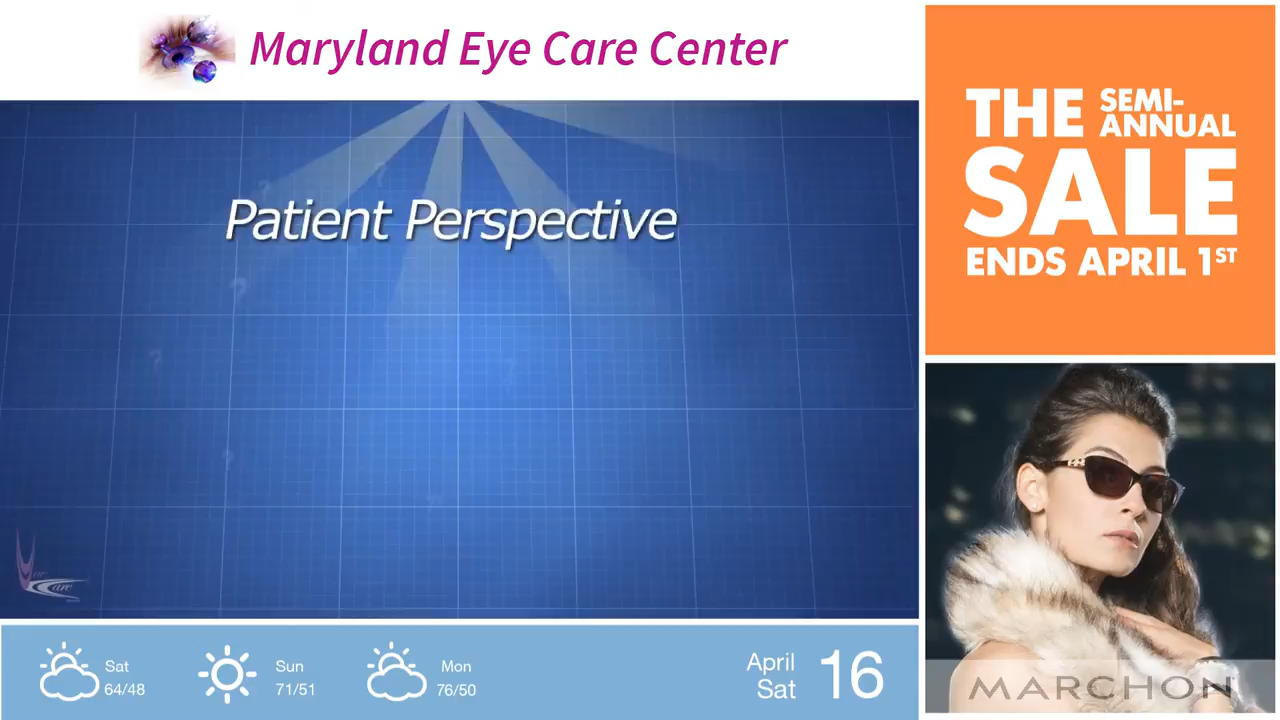 Maryland Eye Care Center
Patient Perspective
THE SEMI-
ANNUAL
SALE
ENDS APRIL 1ST
MARCHON
Sat
64/48
Sun
71/51
Mon
76/50
April
Sat
16